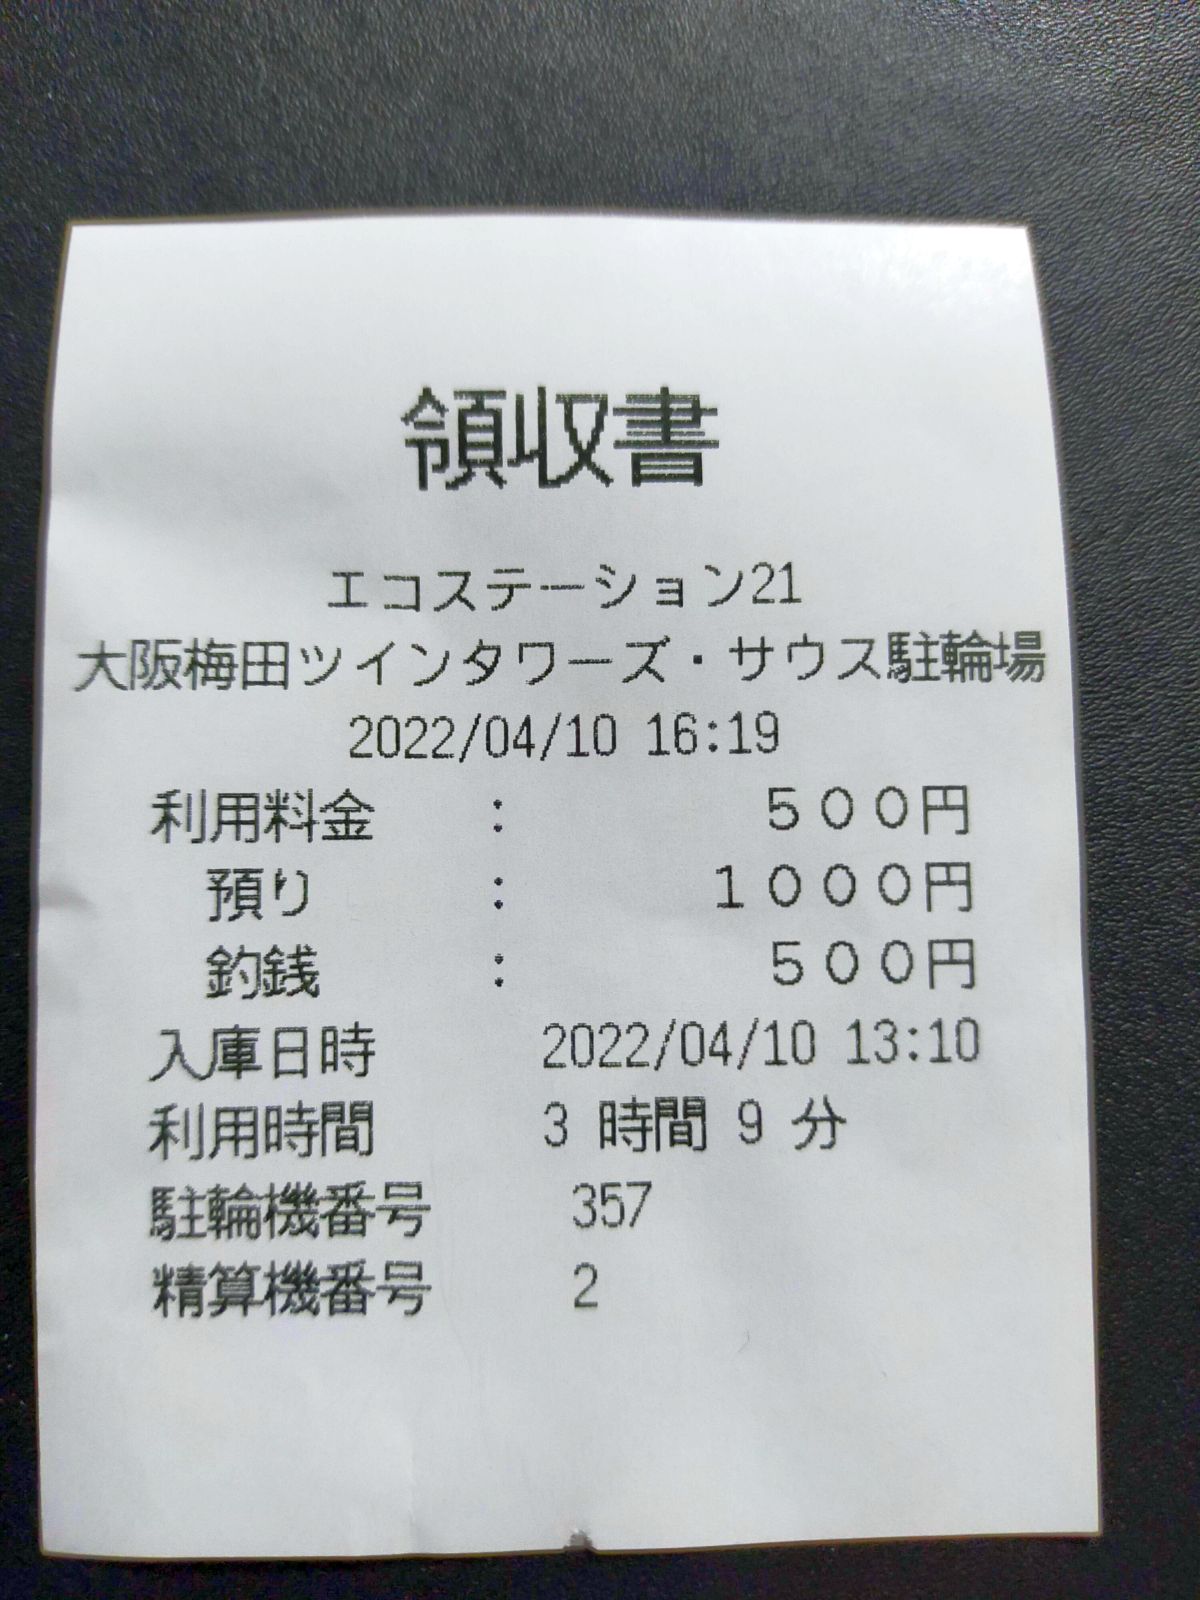 領収書
エコステーション21
大阪梅田ツインタワーズ・サウス駐輪場
2022/04/10 16:19
利用料金 : ５００円
預り : １０００円
釣銭 : ５００円
入庫日時 2022/04/10 13:10
利用時間 3 時間 9 分
駐輪機番号 357
精算機番号 2